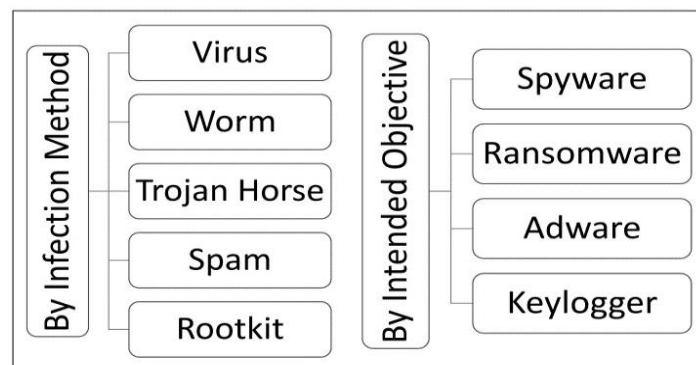 By Infection Method
Virus
Worm
Trojan Horse
Spam
Rootkit
By Intended Objective
Spyware
Ransomware
Adware
Keylogger